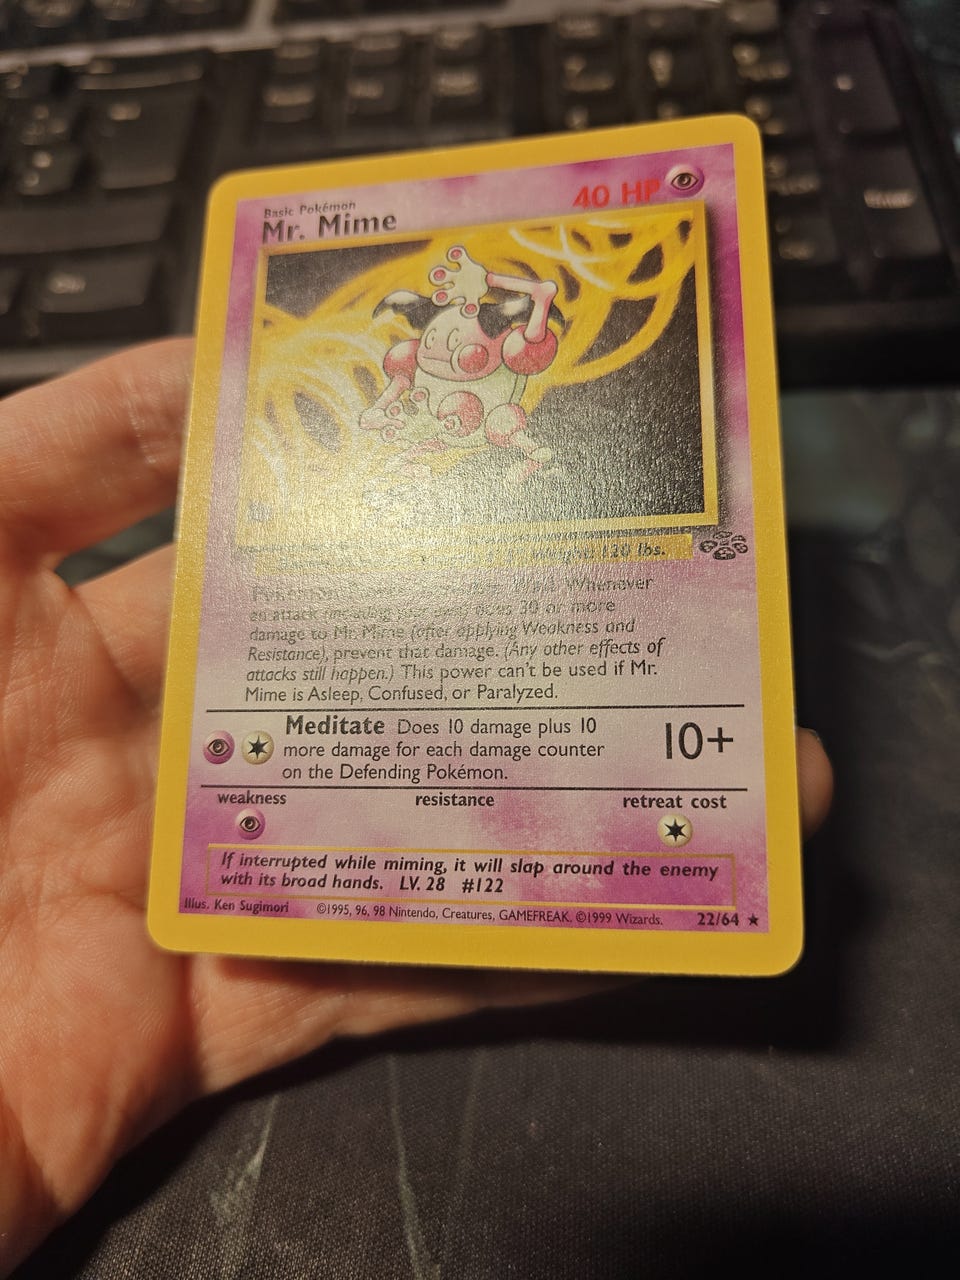 Basic Pokémon
Mr. Mime
40 HP
Weight: 120 lbs.
Whenever
an attack (including your own) does 30 or more
damage to Mr. Mime (after applying Weakness and
Resistance), prevent that damage. (Any other effects of
attacks still happen.) This power can't be used if Mr.
Mime is Asleep, Confused, or Paralyzed.
Meditate Does 10 damage plus 10
more damage for each damage counter
on the Defending Pokémon.
10+
weakness
resistance
retreat cost
If interrupted while miming, it will slap around the enemy
with its broad hands. LV. 28 #122
Illus. Ken Sugimori
©1995, 96, 98 Nintendo, Creatures, GAMEFREAK. ©1999 Wizards.
22/64 ★